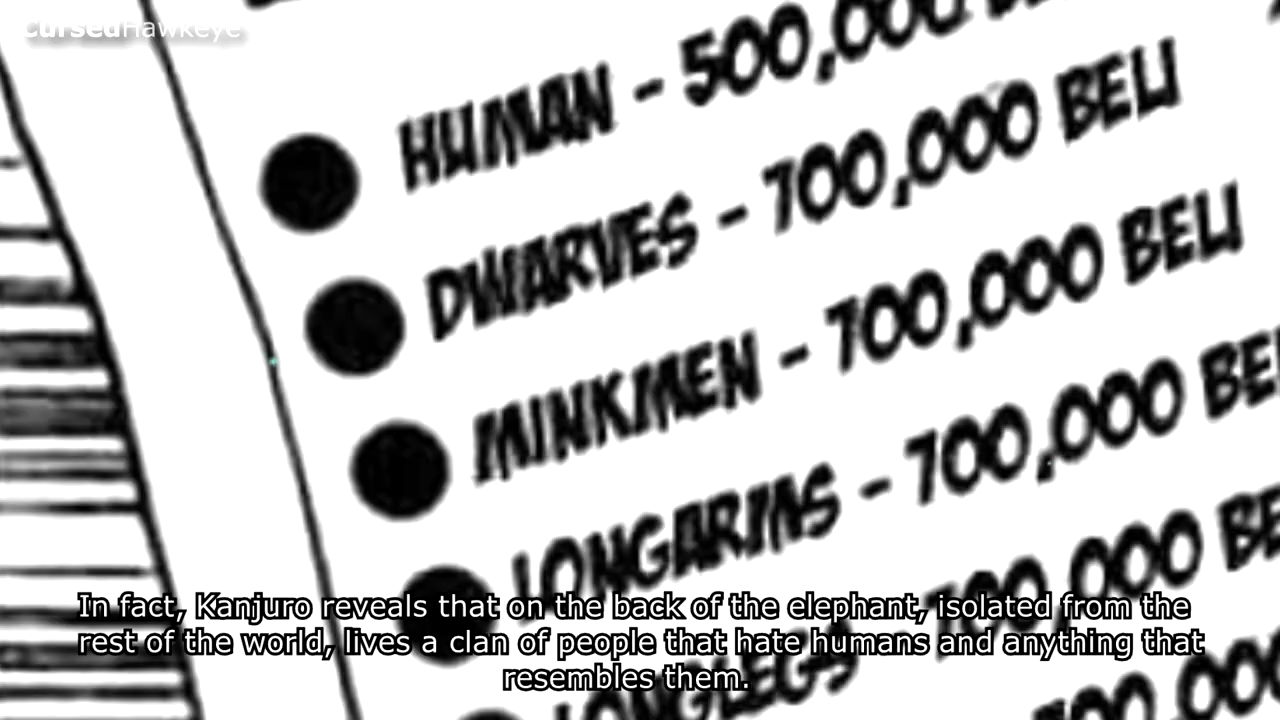 CursedHawkeye
HUMAN - 500,000
DWARVES - 700,000 BELI
MINKMEN - 700,000 BELI
LONGARMS - 700,000
LONGLEGS -
In fact, Kanjuro reveals that on the back of the elephant, isolated from the
rest of the world, lives a clan of people that hate humans and anything that
resembles them.